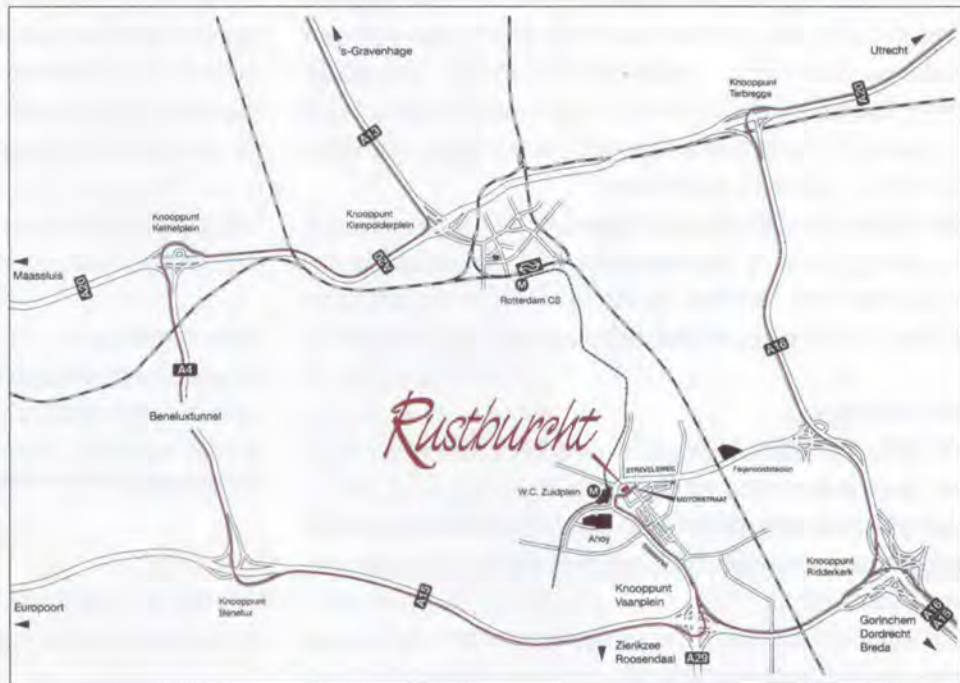 's-Gravenhage
Utrecht
Knooppunt
Terbregge
A20
A13
Knooppunt
Kethelplein
Knooppunt
Kleinpolderplein
A20
Maassluis
A20
M
Rotterdam CS
A16
A4
Beneluxtunnel
Rustburcht
STREVELSWEG
Feijenoordstadion
W.C. Zuidplein
M
MOTORSTRAAT
Ahoy
Knooppunt
Ridderkerk
Knooppunt
Vaanplein
Europoort
Knooppunt
Benelux
A15
A16
A15
Gorinchem
Dordrecht
Breda
Zierikzee
Roosendaal
A29